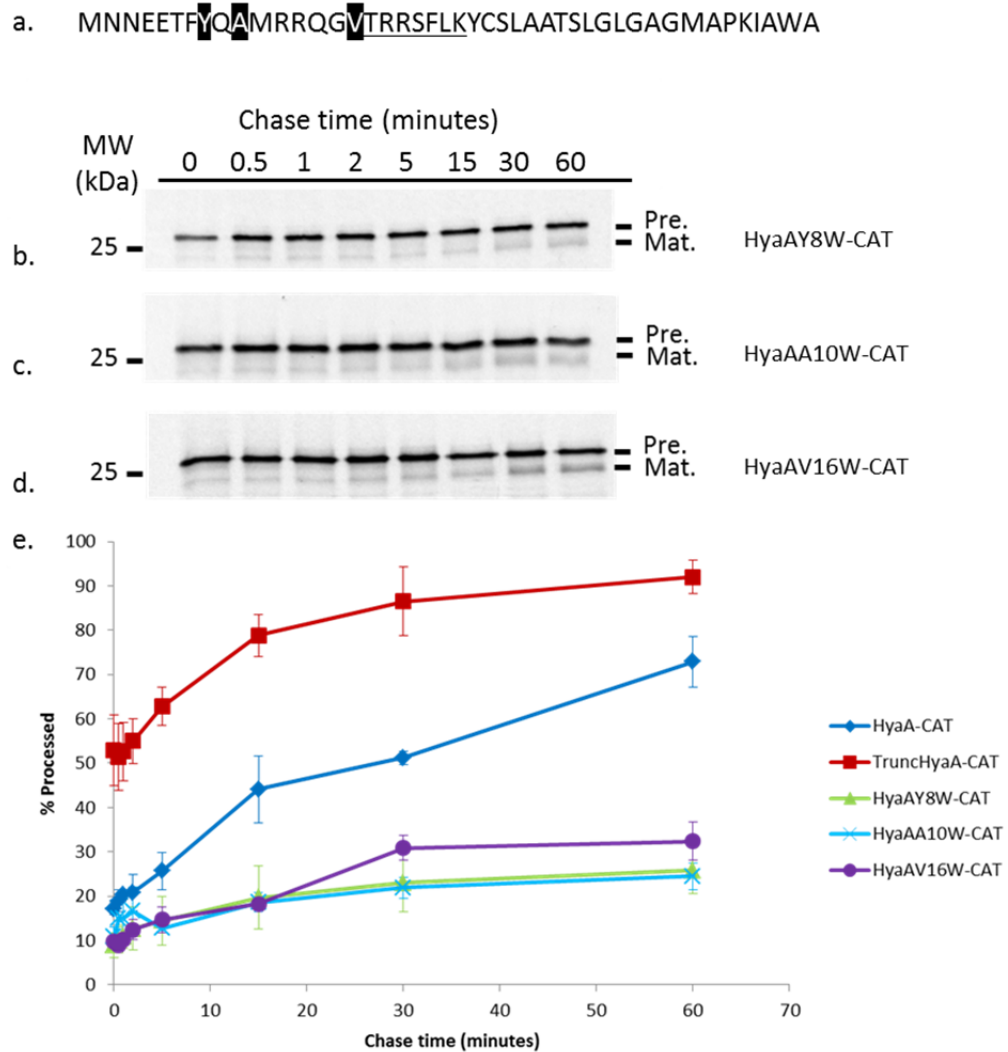 a. MNNEETFYQAMRRQGVTRRSFLKYCSLAATSLGLGAGMAPKIAWA
Chase time (minutes)
MW
(kDa)
0 0.5 1 2 5 15 30 60
b. 25 Pre.
Mat. HyaAY8W-CAT
c. 25 Pre.
Mat. HyaAA10W-CAT
d. 25 Pre.
Mat. HyaAV16W-CAT
e.
100
90
80
70
60
50
40
30
20
10
0
% Processed
0 10 20 30 40 50 60 70
Chase time (minutes)
HyaA-CAT
TruncHyaA-CAT
HyaAY8W-CAT
HyaAA10W-CAT
HyaAV16W-CAT